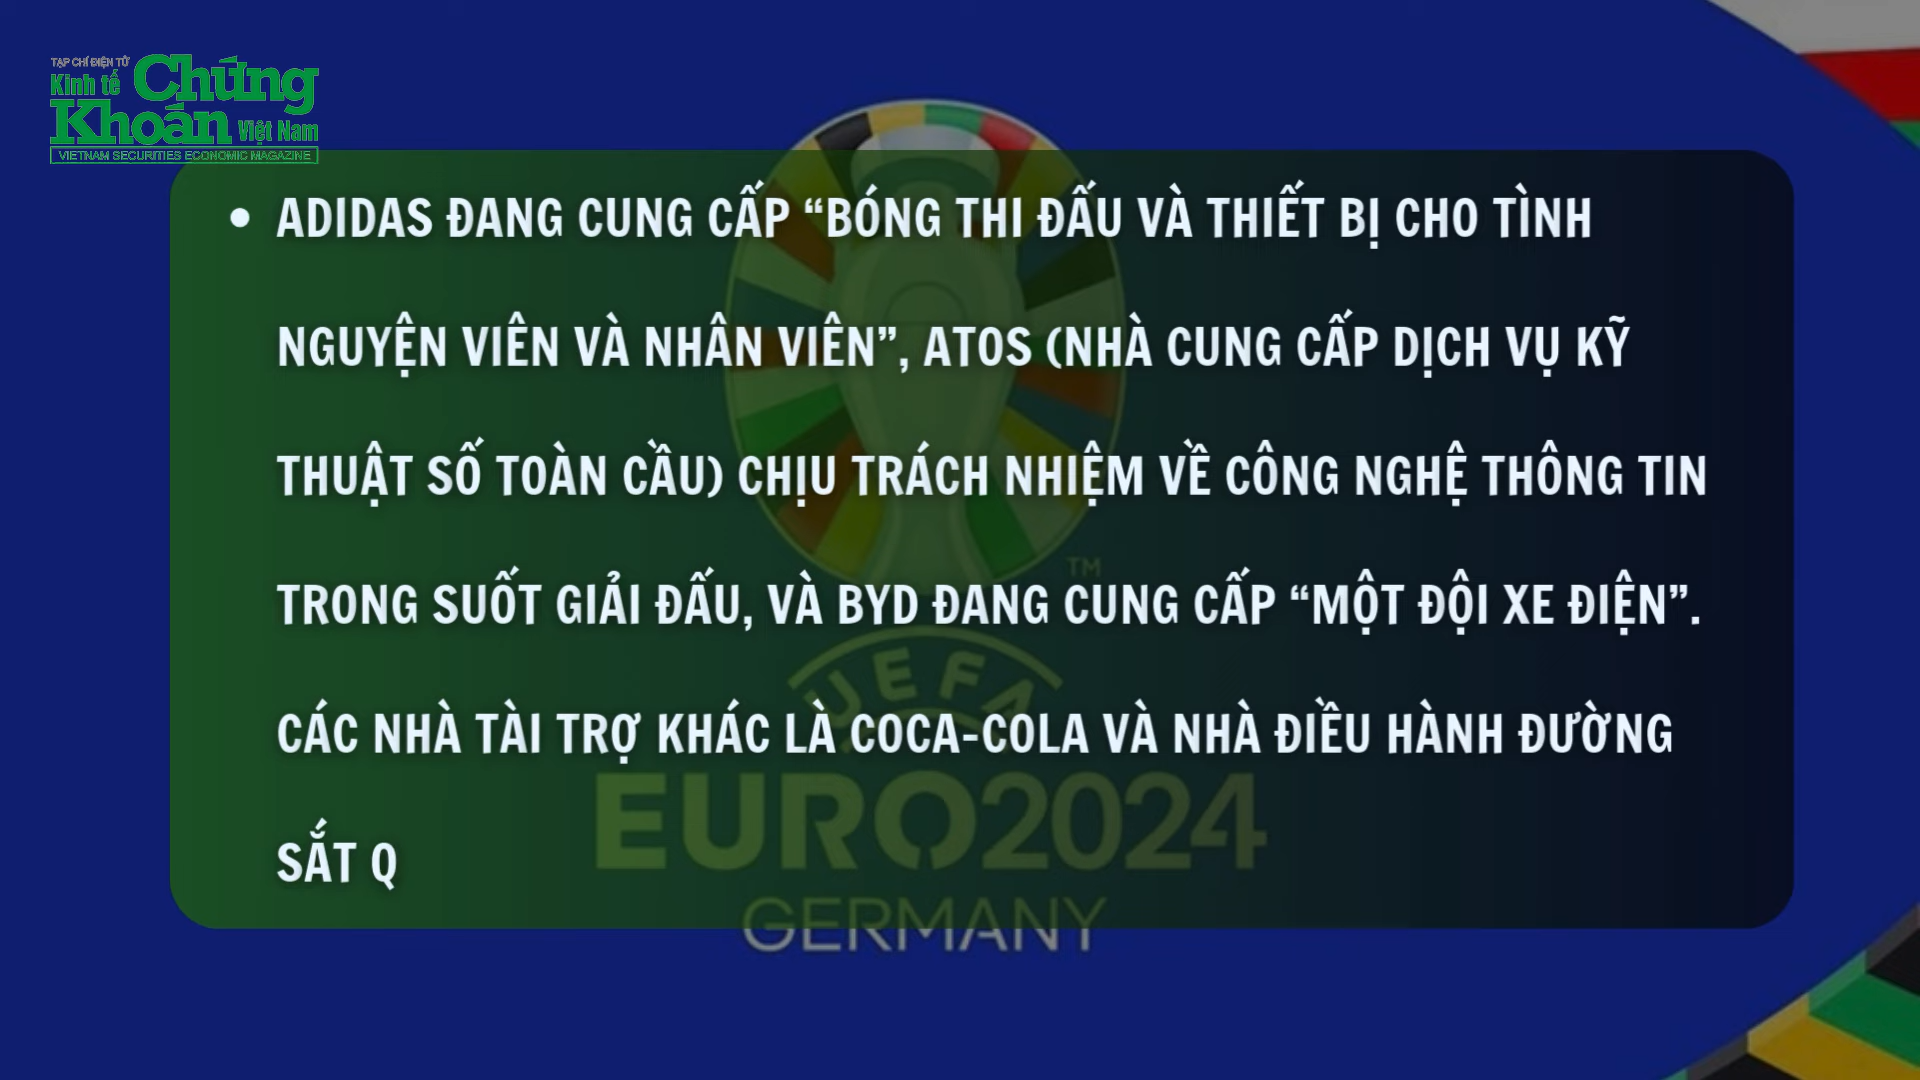 TẠP CHÍ ĐIỆN TỬ
Kinh tế Chứng
Khoán Việt Nam
VIETNAM SECURITIES ECONOMIC MAGAZINE
• ADIDAS ĐANG CUNG CẤP “BÓNG THI ĐẤU VÀ THIẾT BỊ CHO TÌNH
NGUYỆN VIÊN VÀ NHÂN VIÊN”, ATOS (NHÀ CUNG CẤP DỊCH VỤ KỸ
THUẬT SỐ TOÀN CẦU) CHỊU TRÁCH NHIỆM VỀ CÔNG NGHỆ THÔNG TIN
TRONG SUỐT GIẢI ĐẤU, VÀ BYD ĐANG CUNG CẤP “MỘT ĐỘI XE ĐIỆN”.
CÁC NHÀ TÀI TRỢ KHÁC LÀ COCA-COLA VÀ NHÀ ĐIỀU HÀNH ĐƯỜNG
SẮT Q
TM
UEFA
EURO2024
GERMANY